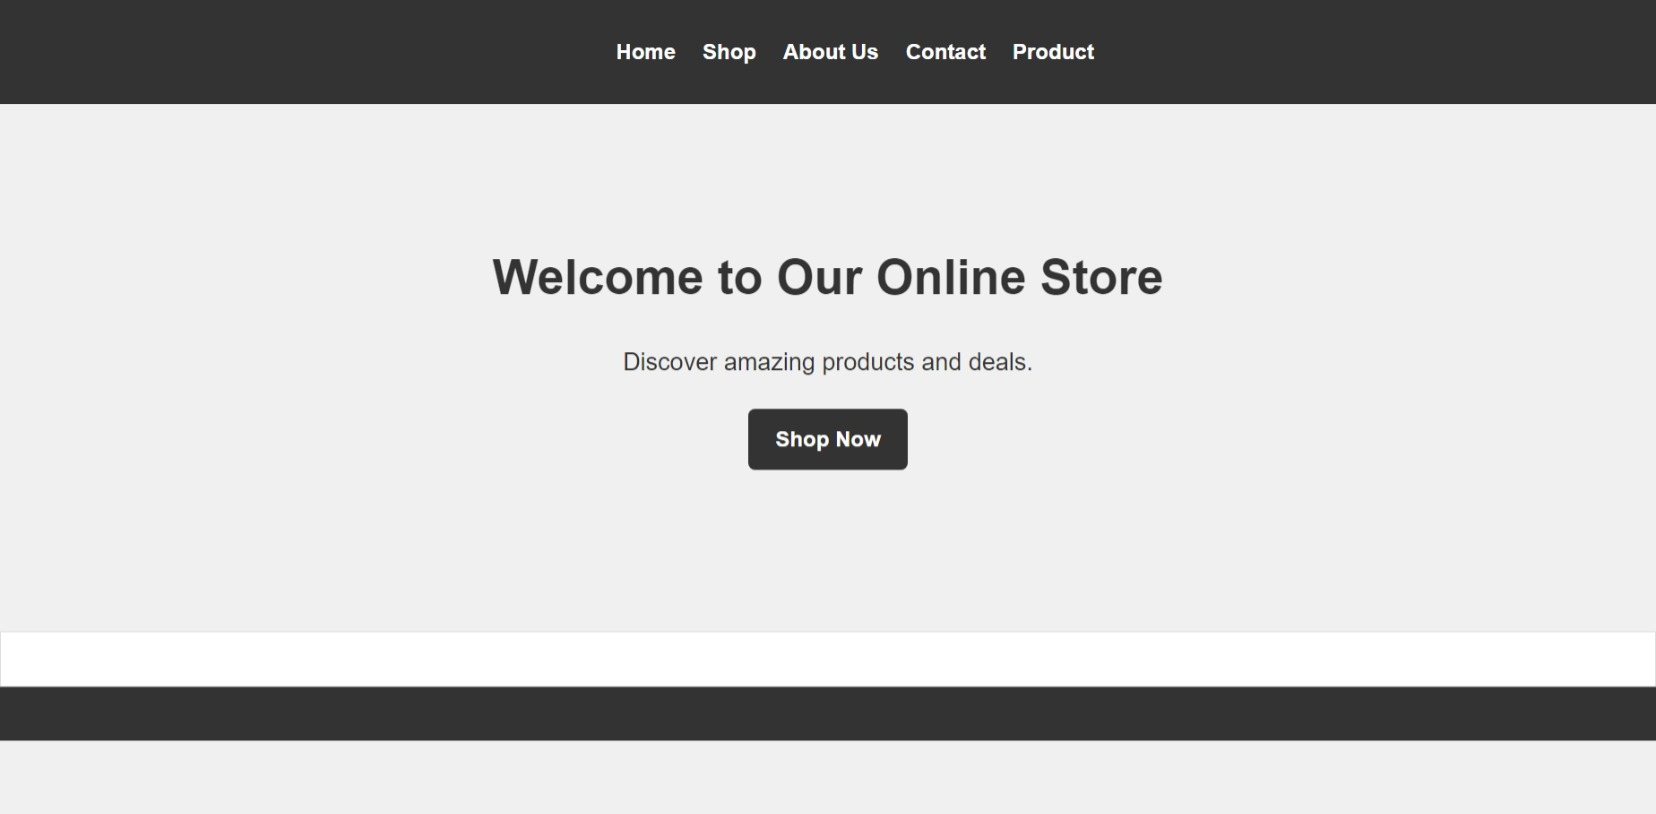 Home Shop About Us Contact Product
Welcome to Our Online Store
Discover amazing products and deals.
Shop Now